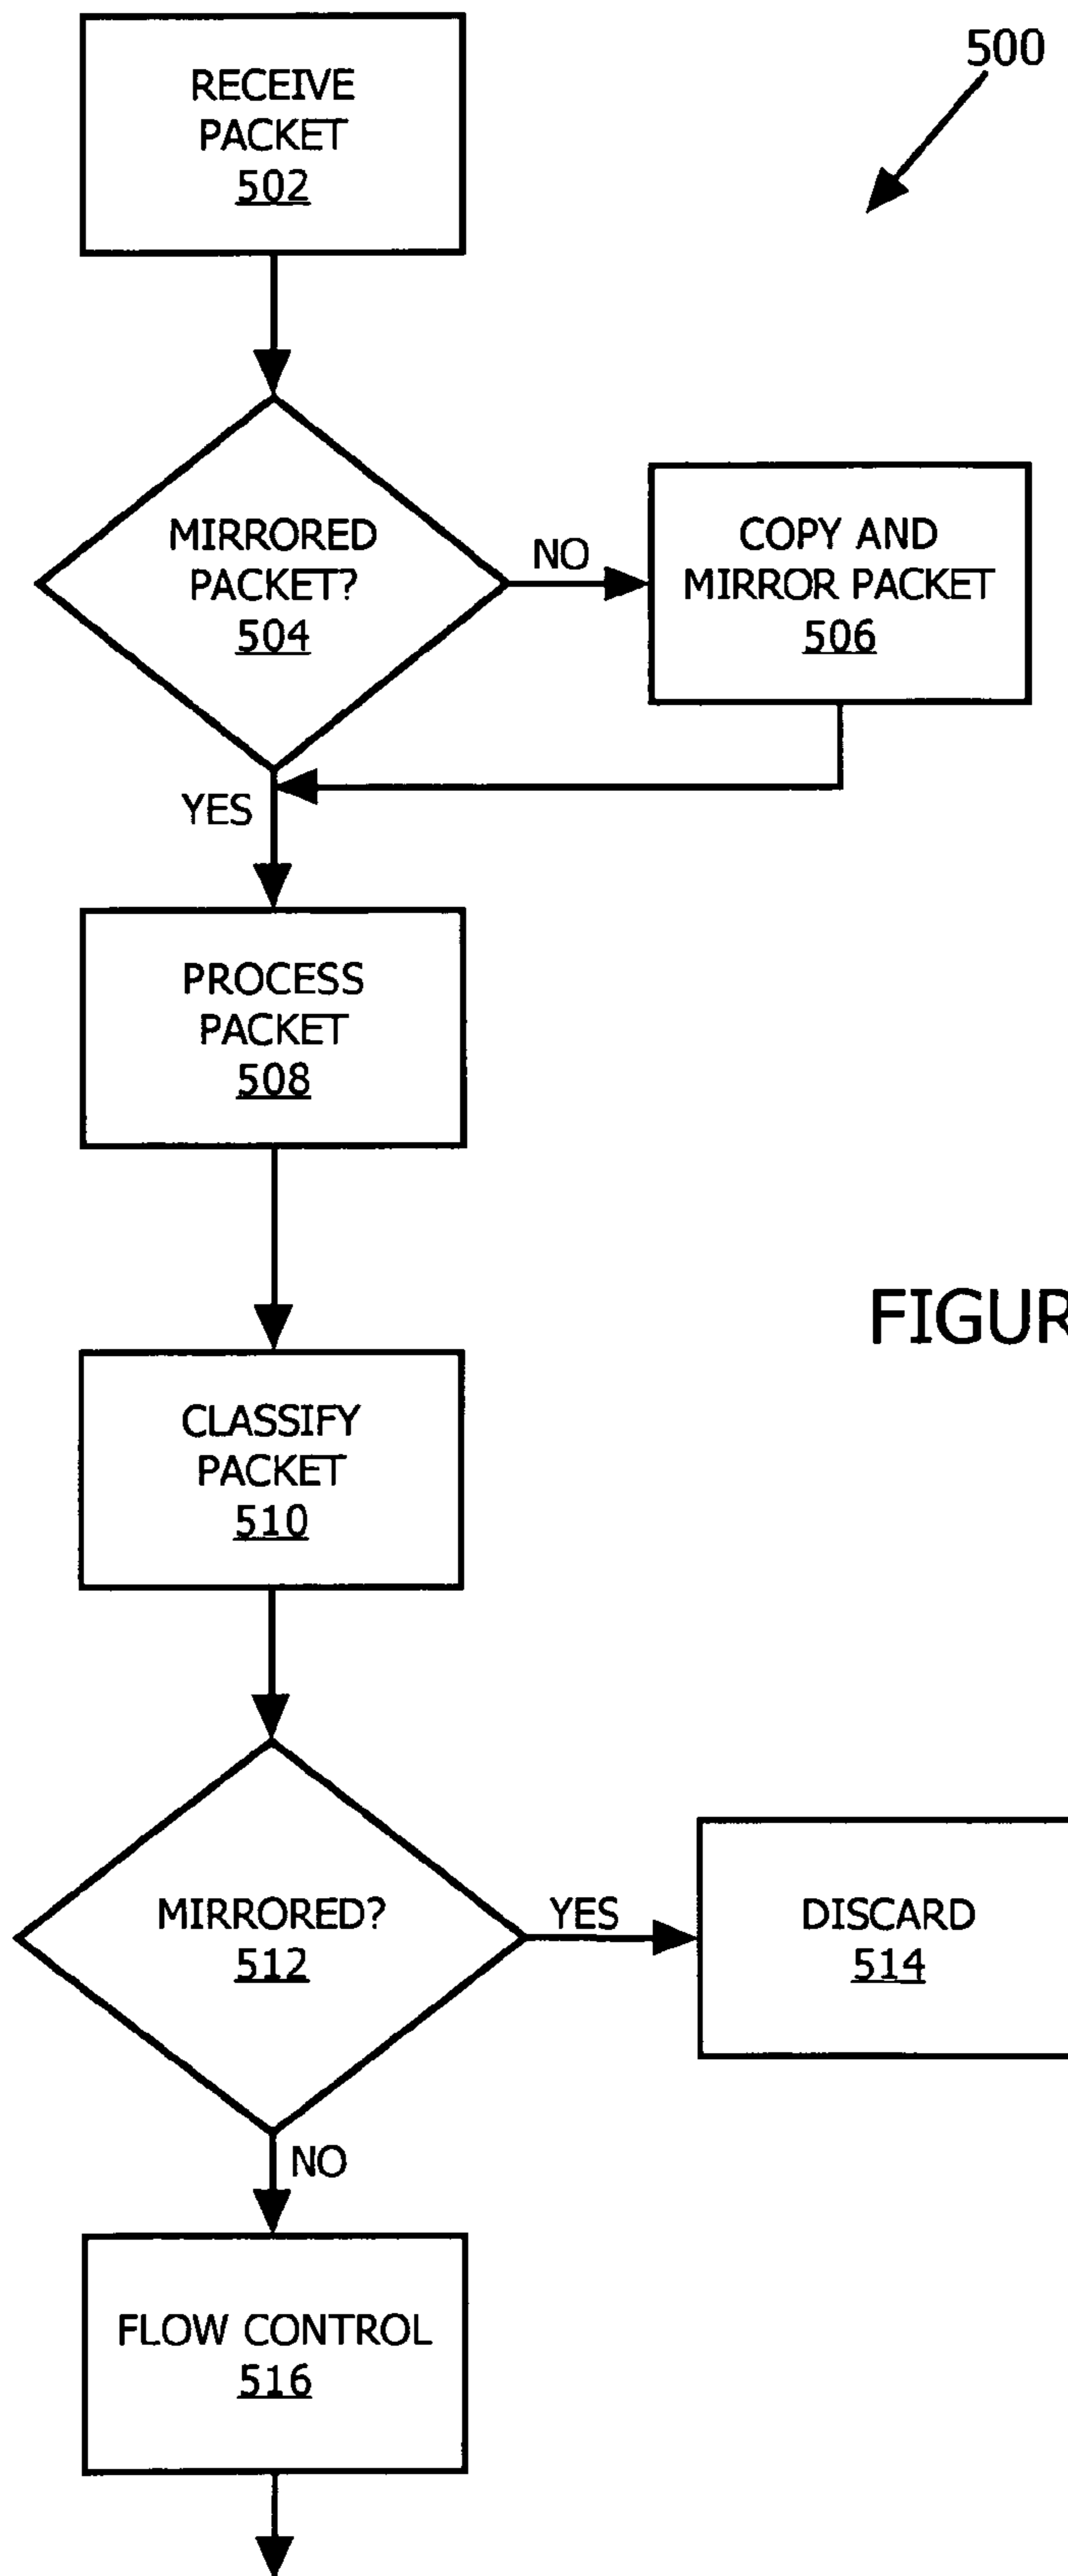 500
RECEIVE
PACKET
502
MIRRORED
PACKET?
504
NO
COPY AND
MIRROR PACKET
506
YES
PROCESS
PACKET
508
FIGUR
CLASSIFY
PACKET
510
MIRRORED?
512
YES
DISCARD
514
NO
FLOW CONTROL
516